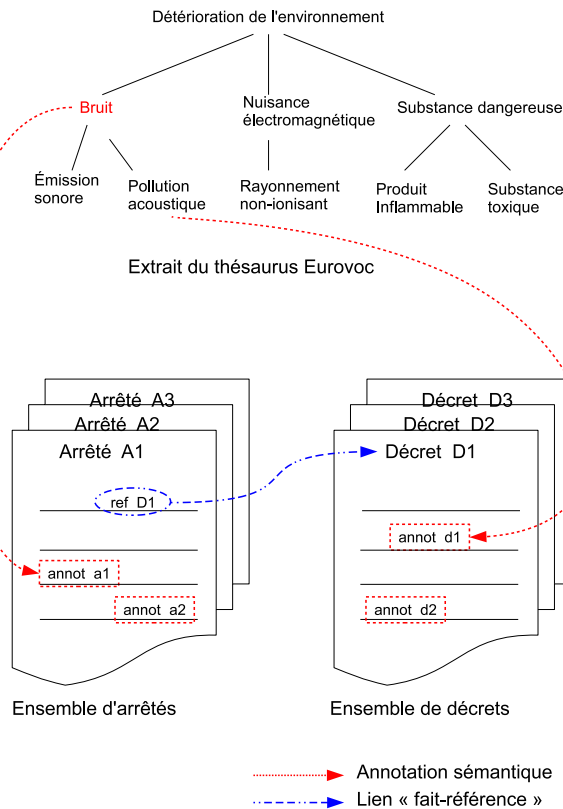 Détérioration de l'environnement
Bruit
Nuisance
électromagnétique
Substance dangereuse
Émission
sonore
Pollution
acoustique
Rayonnement
non-ionisant
Produit
Inflammable
Substance
toxique
Extrait du thésaurus Eurovoc
Arrêté A3
Arrêté A2
Arrêté A1
ref D1
annot a1
annot a2
Décret D3
Décret D2
Décret D1
annot d1
annot d2
Ensemble d'arrêtés
Ensemble de décrets
Annotation sémantique
Lien « fait-référence »